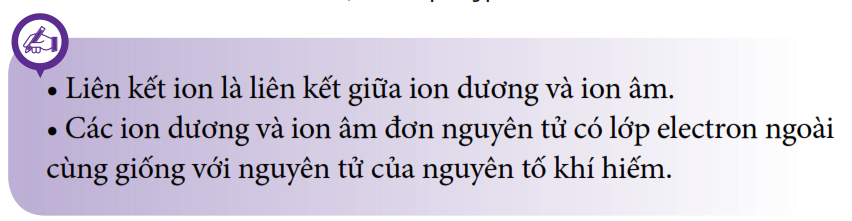 • Liên kết ion là liên kết giữa ion dương và ion âm.
• Các ion dương và ion âm đơn nguyên tử có lớp electron ngoài
cùng giống với nguyên tử của nguyên tố khí hiếm.